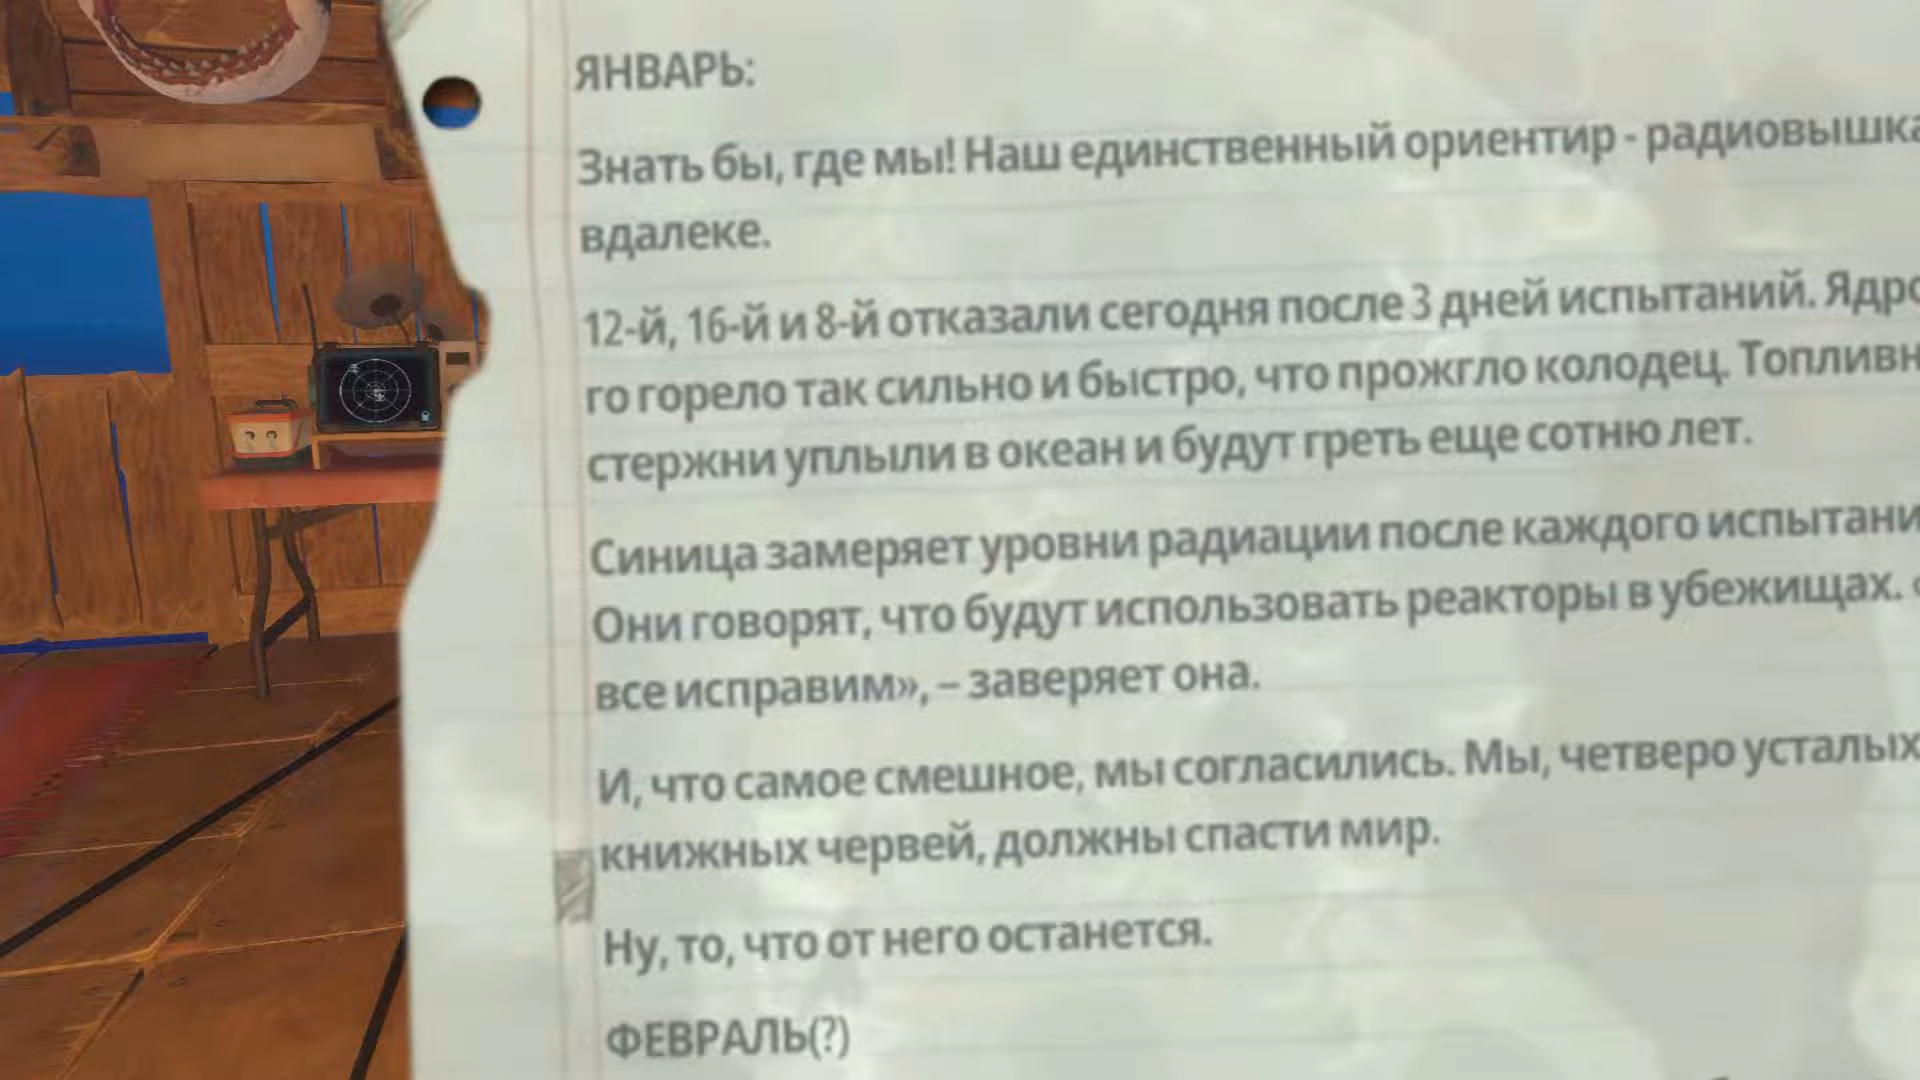 ЯНВАРЬ:
Знать бы, где мы! Наш единственный ориентир - радиовышка
вдалеке.
12-й, 16-й и 8-й отказали сегодня после 3 дней испытаний. Ядро
го горело так сильно и быстро, что прожгло колодец. Топливн
стержни уплыли в океан и будут греть еще сотню лет.
Синица замеряет уровни радиации после каждого испытани
Они говорят, что будут использовать реакторы в убежищах. «
все исправим», – заверяет она.
И, что самое смешное, мы согласились. Мы, четверо усталых
книжных червей, должны спасти мир.
Ну, то, что от него останется.
ФЕВРАЛЬ(?)